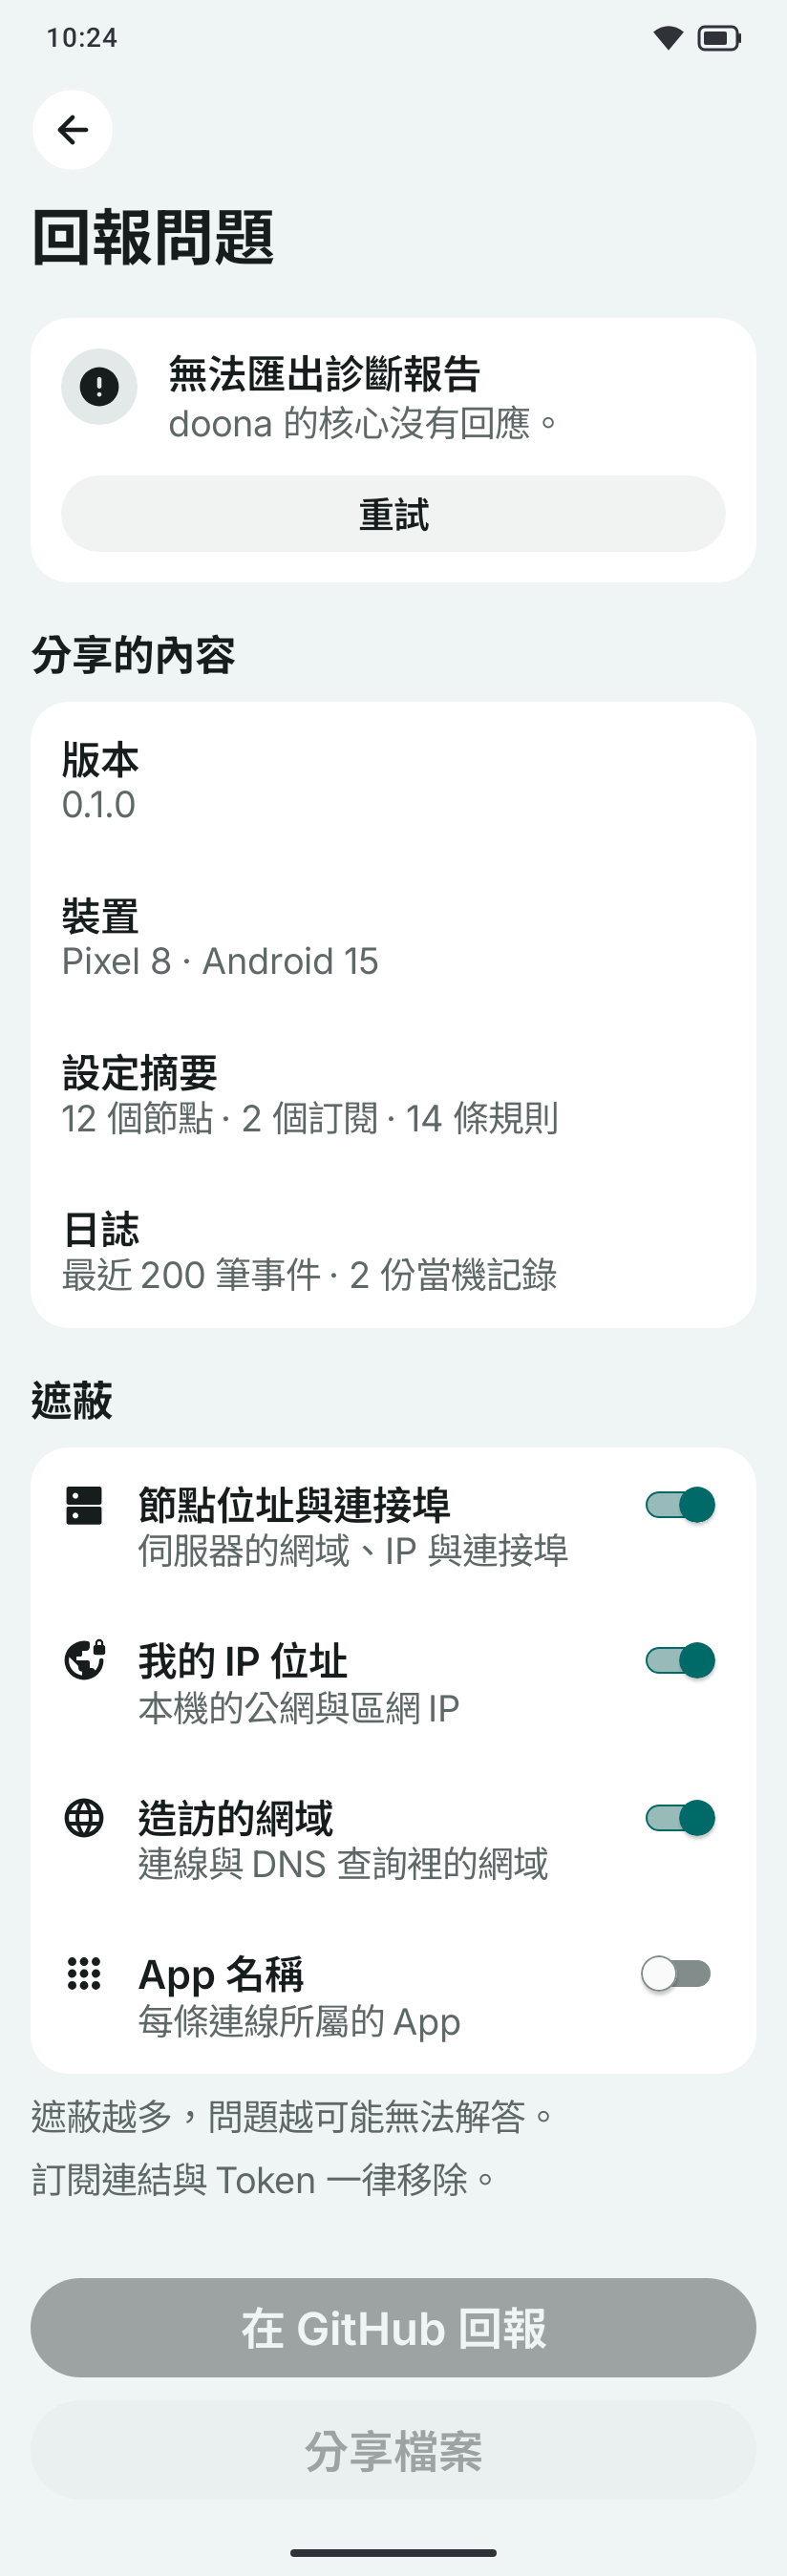 10:24
回報問題
無法匯出診斷報告
doona 的核心沒有回應。
重試
分享的內容
版本
0.1.0
裝置
Pixel 8 · Android 15
設定摘要
12 個節點 · 2 個訂閱 · 14 條規則
日誌
最近 200 筆事件 · 2 份當機記錄
遮蔽
節點位址與連接埠
伺服器的網域、IP 與連接埠
我的 IP 位址
本機的公網與區網 IP
造訪的網域
連線與 DNS 查詢裡的網域
App 名稱
每條連線所屬的 App
遮蔽越多，問題越可能無法解答。
訂閱連結與 Token 一律移除。
在 GitHub 回報
分享檔案